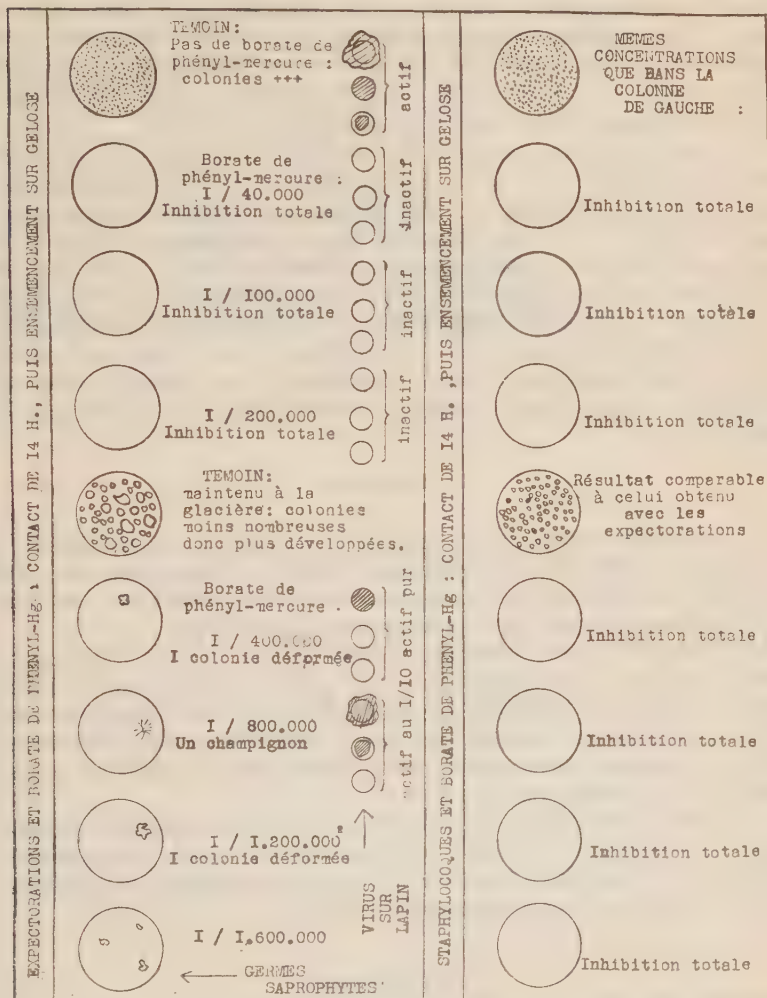 EXPECTORATIONS ET BORATE DE PHENYL-Hg : CONTACT DE I4 H., PUIS ENSEMENCEMENT SUR GELOSE
TEMOIN:
Pas de borate de
phényl-mercure :
colonies +++
actif
Borate de
phényl-mercure :
I / 40.000
Inhibition totale
inactif
I / I00.000
Inhibition totale
inactif
I / 200.000
Inhibition totale
inactif
TEMOIN:
maintenu à la
glacière: colonies
moins nombreuses
donc plus développées.
Borate de
phényl-mercure .
I / 400.000
I colonie déformée
actif pur
I / 800.000
Un champignon
actif au I/IO
I / I.200.000
I colonie déformée
I / I.600.000
VIRUS
SUR
LAPIN
GERMES
SAPROPHYTES
STAPHYLOCOQUES ET BORATE DE PHENYL-Hg : CONTACT DE I4 H. ,PUIS ENSEMENCEMENT SUR GELOSE
MEMES
CONCENTRATIONS
QUE BANS LA
COLONNE
DE GAUCHE :
Inhibition totale
Inhibition totèle
Inhibition totale
Résultat comparable
à celui obtenu
avec les
expectorations
Inhibition totale
Inhibition totale
Inhibition totale
Inhibition totale